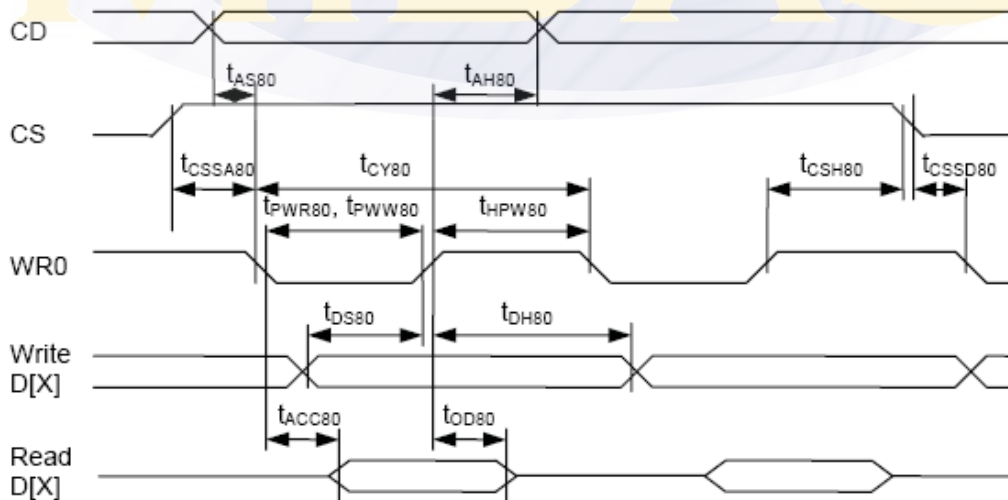 CD
tAS80
tAH80
CS
tCSSA80
tCY80
tCSH80
tCSSD80
tPWR80, tPWW80
tHPW80
WR0
tDS80
tDH80
Write
D[X]
tACC80
tOD80
Read
D[X]